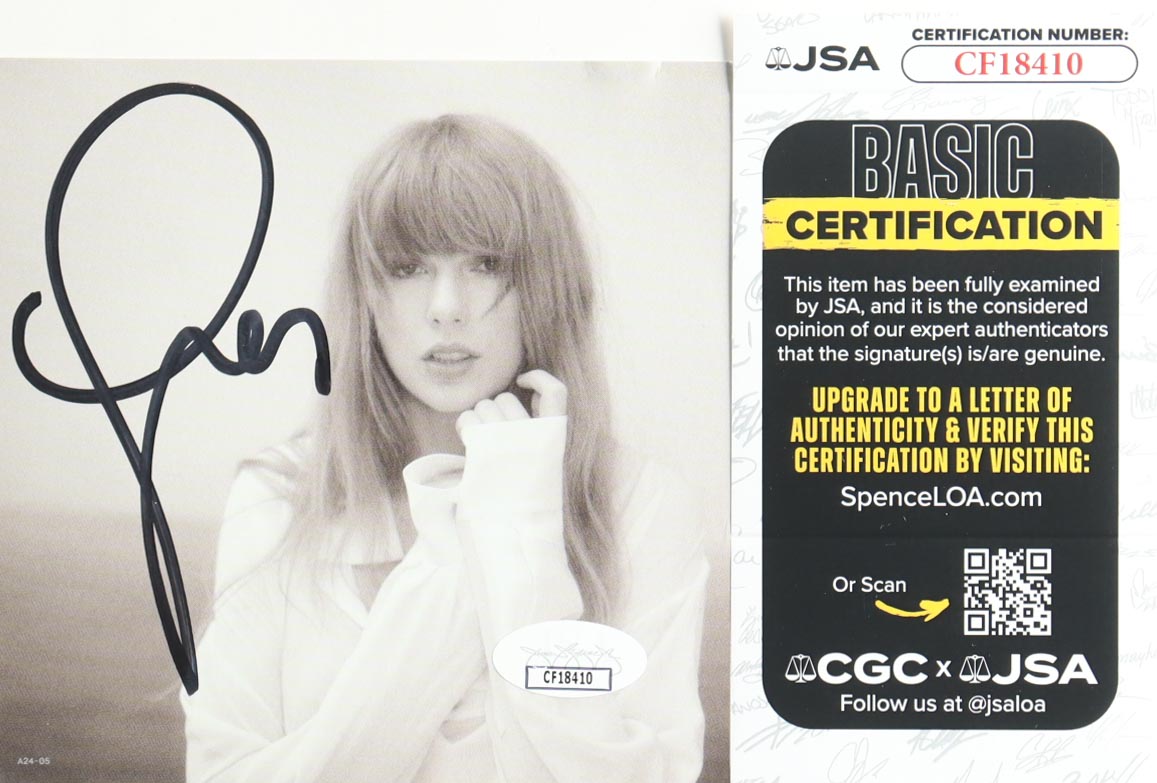 JSA
CERTIFICATION NUMBER:
CF18410
BASIC
CERTIFICATION
This item has been fully examined
by JSA, and it is the considered
opinion of our expert authenticators
that the signature(s) is/are genuine.
UPGRADE TO A LETTER OF
AUTHENTICITY & VERIFY THIS
CERTIFICATION BY VISITING:
SpenceLOA.com
Or Scan
CGC x JSA
Follow us at @jsaloa
CF18410
A24-05